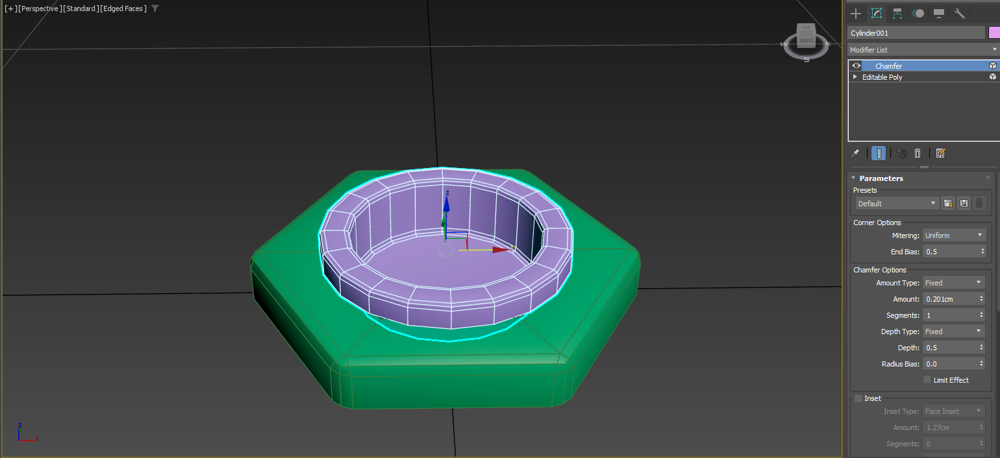 [+][Perspective][Standard][Edged Faces]
TOP
FRONT
W
E
S
z
x
z
y
x
Cylinder001
Modifier List
Chamfer
Editable Poly
Parameters
Presets
Default
Corner Options
Mitering: Uniform
End Bias: 0.5
Chamfer Options
Amount Type: Fixed
Amount: 0.201cm
Segments: 1
Depth Type: Fixed
Depth: 0.5
Radius Bias: 0.0
Limit Effect
Inset
Inset Type: Face Inset
Amount: 1.27cm
Segments: 0